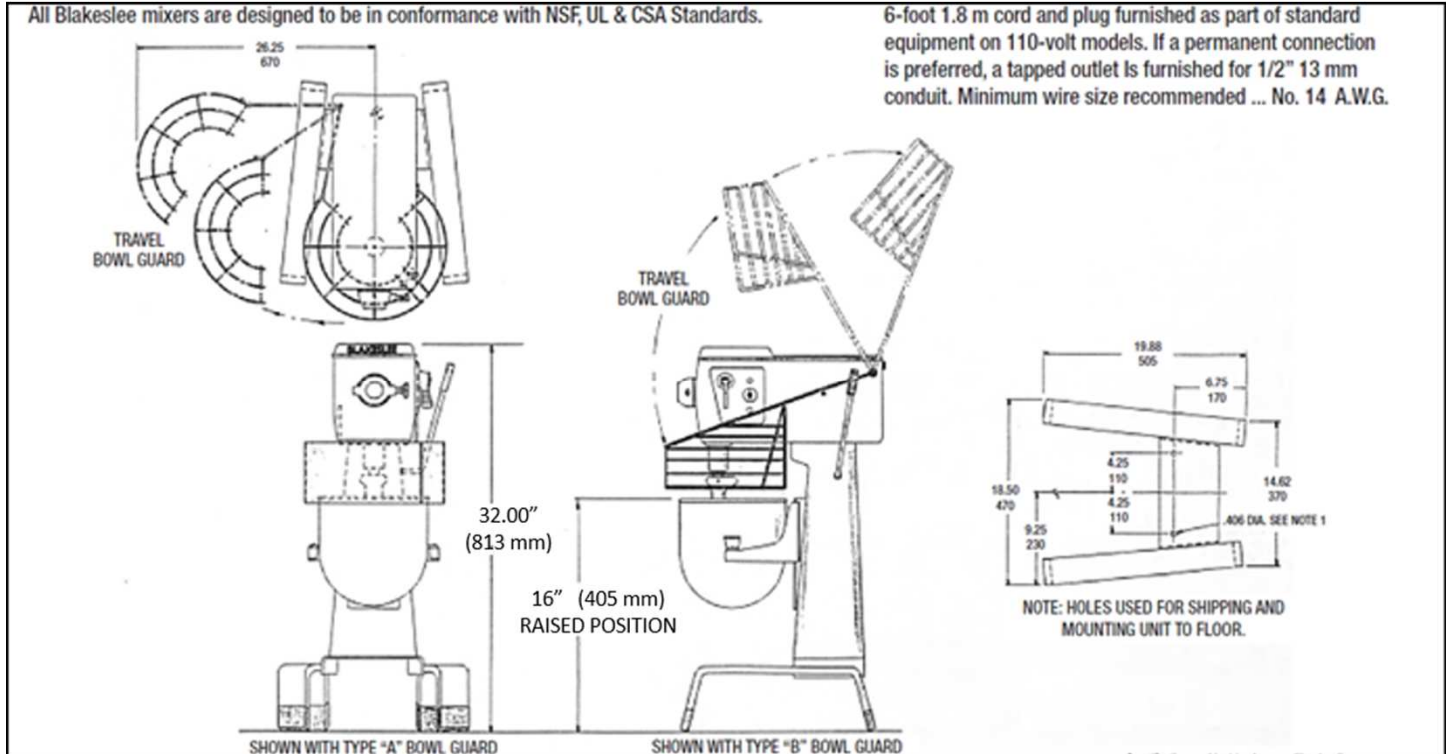 All Blakeslee mixers are designed to be in conformance with NSF, UL & CSA Standards.
6-foot 1.8 m cord and plug furnished as part of standard
equipment on 110-volt models. If a permanent connection
is preferred, a tapped outlet Is furnished for 1/2" 13 mm
conduit. Minimum wire size recommended ... No. 14 A.W.G.
26.25
670
TRAVEL
BOWL GUARD
TRAVEL
BOWL GUARD
BLAKESLEE
32.00"
(813 mm)
16" (405 mm)
RAISED POSITION
19.88
505
6.75
170
4.25
110
4.25
110
18.50
470
9.25
230
14.62
370
.406 DIA. SEE NOTE 1
NOTE: HOLES USED FOR SHIPPING AND
MOUNTING UNIT TO FLOOR.
SHOWN WITH TYPE "A" BOWL GUARD
SHOWN WITH TYPE "B" BOWL GUARD